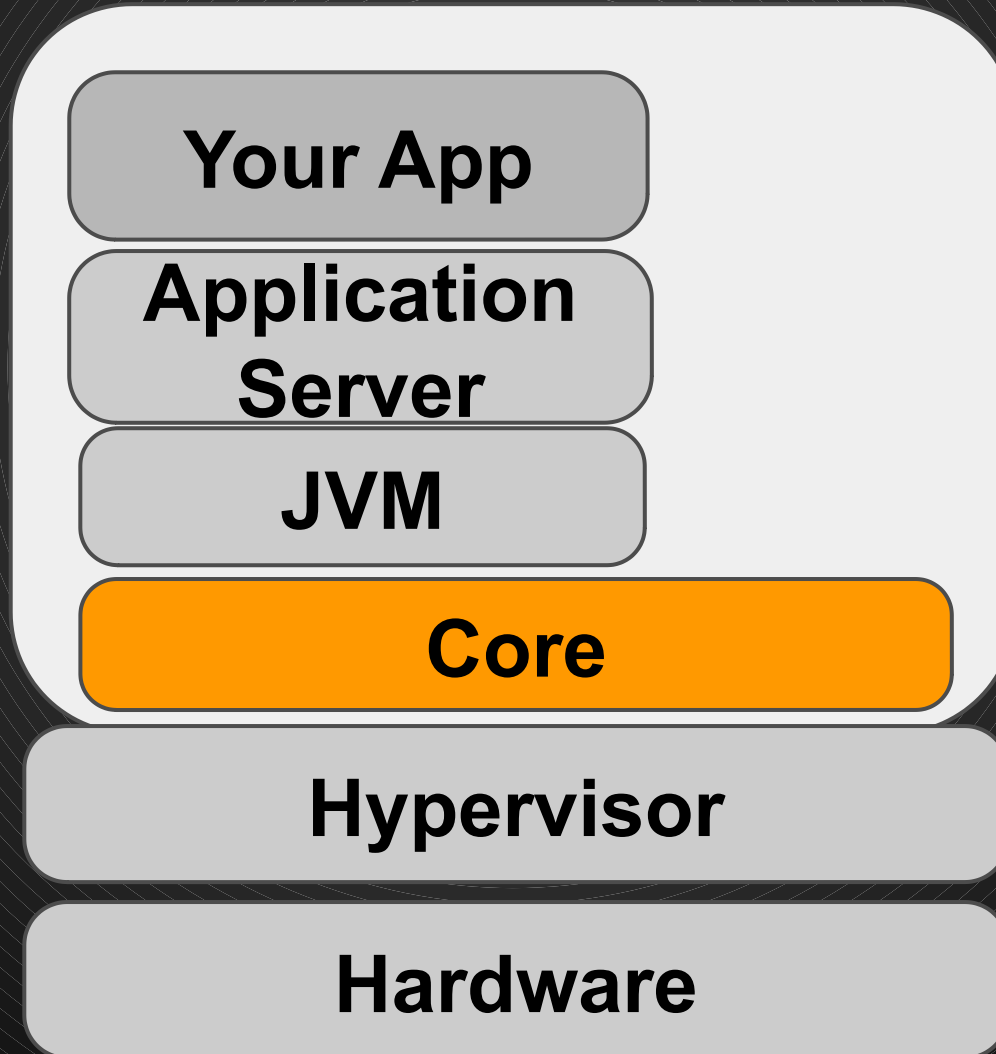 Your App
Application
Server
JVM
Core
Hypervisor
Hardware